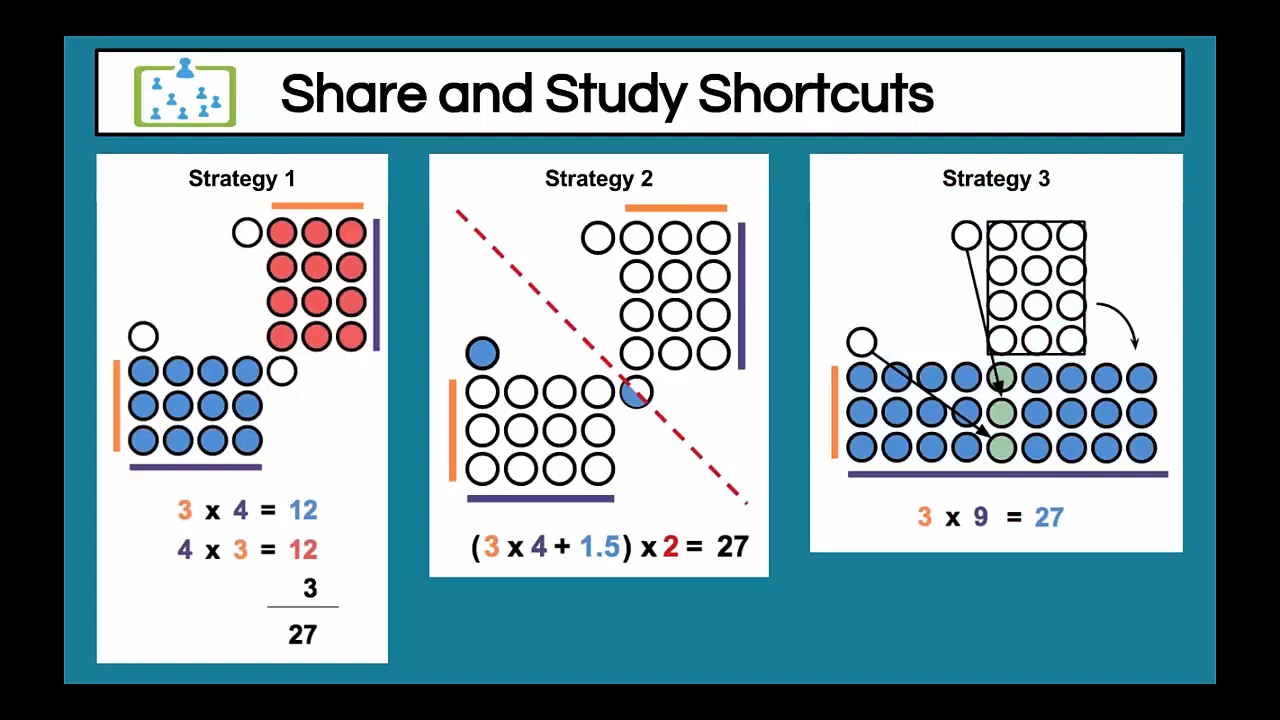 Share and Study Shortcuts
Strategy 1
3 x 4 = 12
4 x 3 = 12
3
27
Strategy 2
(3 x 4 + 1.5) x 2 = 27
Strategy 3
3 x 9 = 27